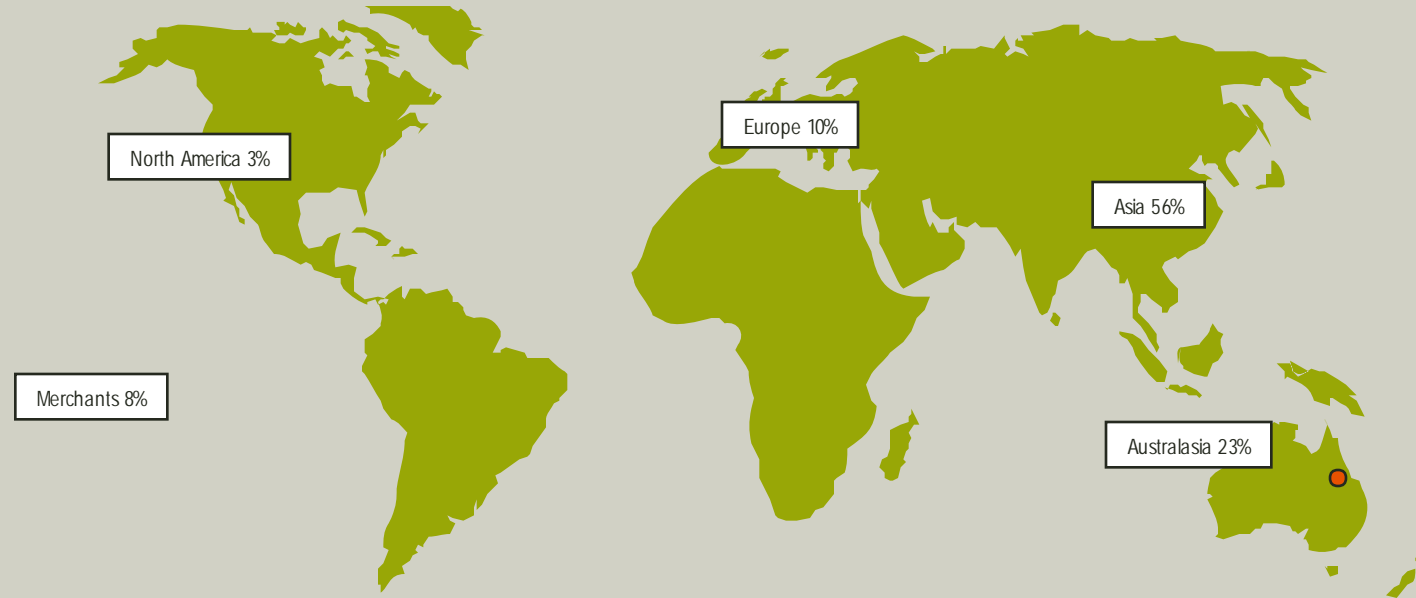 Europe 10%
North America 3%
Asia 56%
Merchants 8%
Australasia 23%